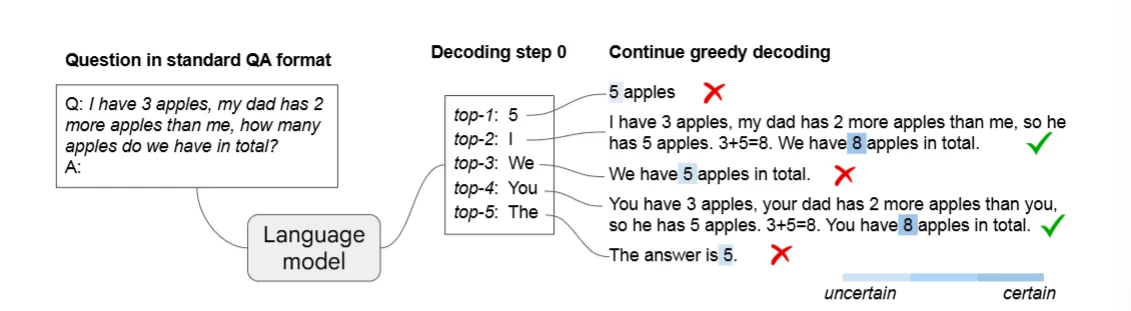 Question in standard QA format
Q: I have 3 apples, my dad has 2
more apples than me, how many
apples do we have in total?
A:
Language
model
Decoding step 0
top-1: 5
top-2: I
top-3: We
top-4: You
top-5: The
Continue greedy decoding
5 apples
I have 3 apples, my dad has 2 more apples than me, so he
has 5 apples. 3+5=8. We have 8 apples in total.
We have 5 apples in total.
You have 3 apples, your dad has 2 more apples than you,
so he has 5 apples. 3+5=8. You have 8 apples in total.
The answer is 5.
uncertain
certain